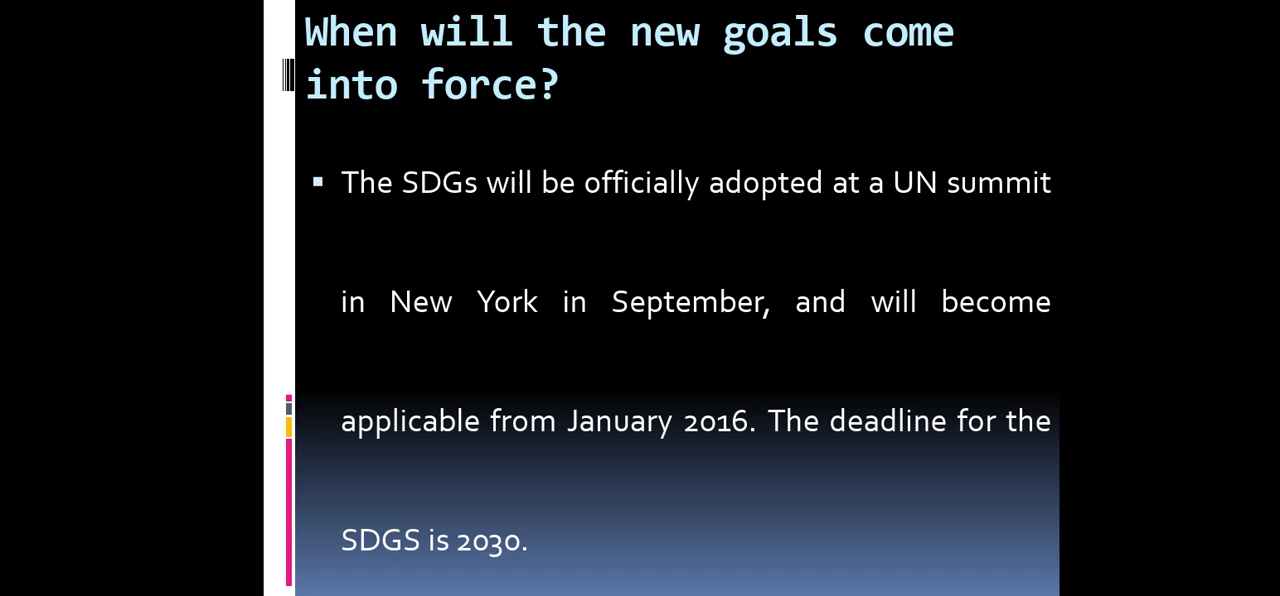 When will the new goals come
into force?
▪ The SDGs will be officially adopted at a UN summit
in New York in September, and will become
applicable from January 2016. The deadline for the
SDGS is 2030.